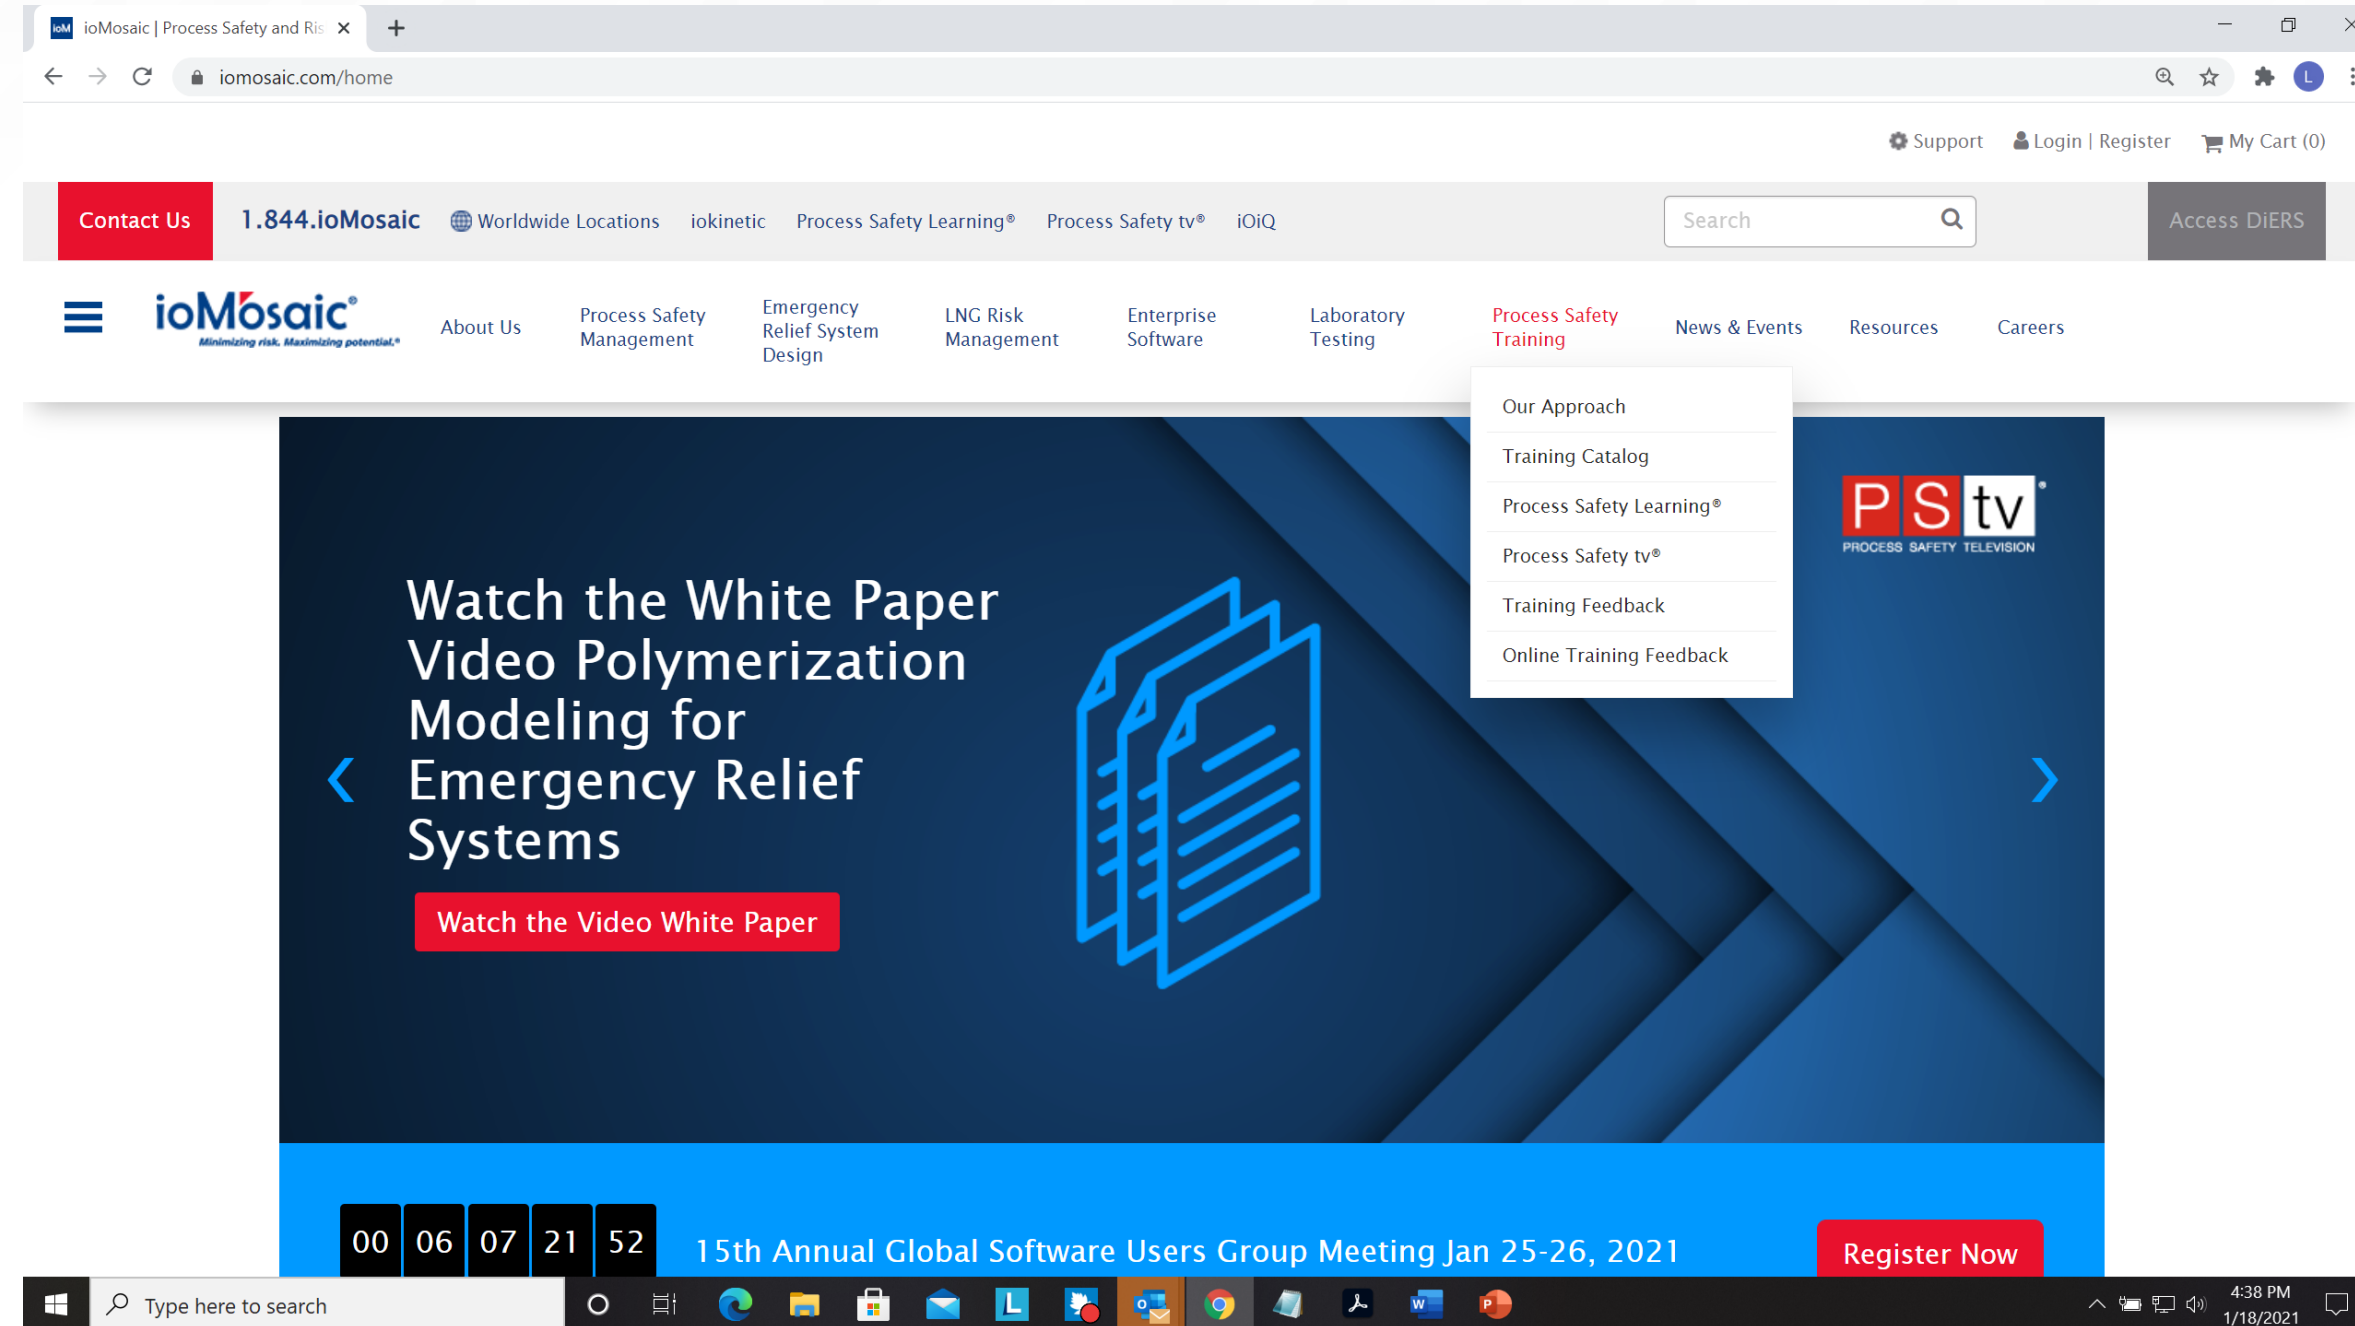 ioM ioMosaic | Process Safety and Ris
iomosaic.com/home
L
Support Login | Register My Cart (0)
Contact Us 1.844.ioMosaic Worldwide Locations iokinetic Process Safety Learning® Process Safety tv® iOiQ Search Access DiERS
ioMosaic®
Minimizing risk. Maximizing potential.®
About Us
Process Safety
Management
Emergency
Relief System
Design
LNG Risk
Management
Enterprise
Software
Laboratory
Testing
Process Safety
Training
News & Events
Resources
Careers
Our Approach
Training Catalog
Process Safety Learning®
Process Safety tv®
Training Feedback
Online Training Feedback
PS tv®
PROCESS SAFETY TELEVISION
Watch the White Paper
Video Polymerization
Modeling for
Emergency Relief
Systems
Watch the Video White Paper
00 06 07 21 52
15th Annual Global Software Users Group Meeting Jan 25-26, 2021
Register Now
Type here to search
L
4:38 PM
1/18/2021